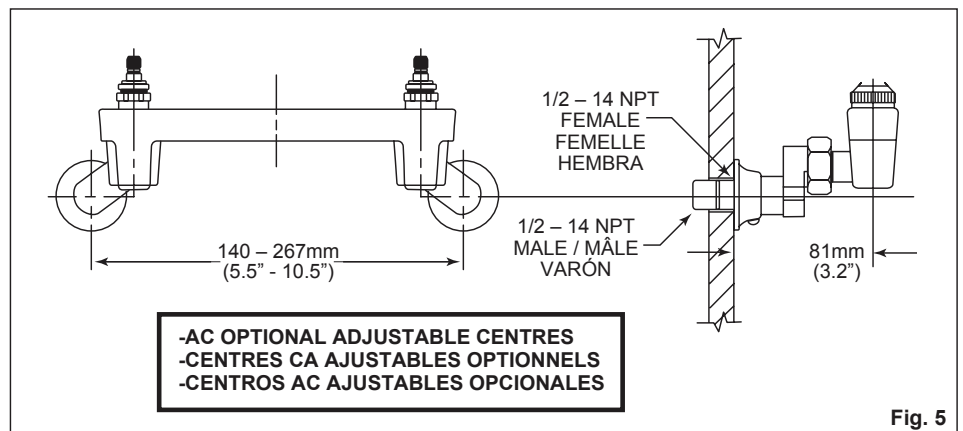 1/2 – 14 NPT
FEMALE
FEMELLE
HEMBRA
1/2 – 14 NPT
MALE / MÂLE
VARÓN
140 – 267mm
(5.5” - 10.5”)
81mm
(3.2”)
-AC OPTIONAL ADJUSTABLE CENTRES
-CENTRES CA AJUSTABLES OPTIONNELS
-CENTROS AC AJUSTABLES OPCIONALES
Fig. 5